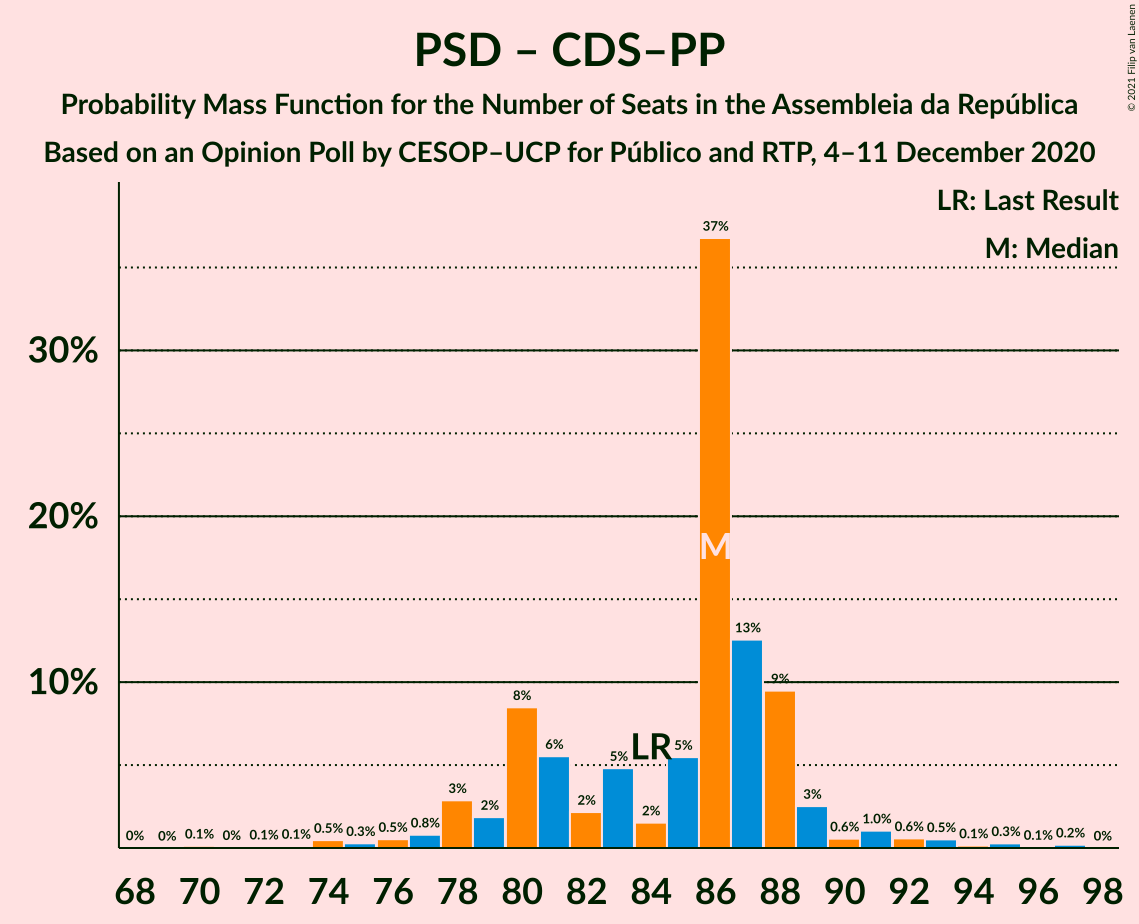 PSD – CDS–PP
Probability Mass Function for the Number of Seats in the Assembleia da República
Based on an Opinion Poll by CESOP–UCP for Público and RTP, 4–11 December 2020
© 2021 Filip van Laenen
LR: Last Result
M: Median
30%
20%
10%
0% 0% 0.1% 0% 0.1% 0.1% 0.5% 0.3% 0.5% 0.8% 3% 2% 8% 6% 2% 5% 2% 5% 37% 13% 9% 3% 0.6% 1.0% 0.6% 0.5% 0.1% 0.3% 0.1% 0.2% 0%
LR
M
68 70 72 74 76 78 80 82 84 86 88 90 92 94 96 98